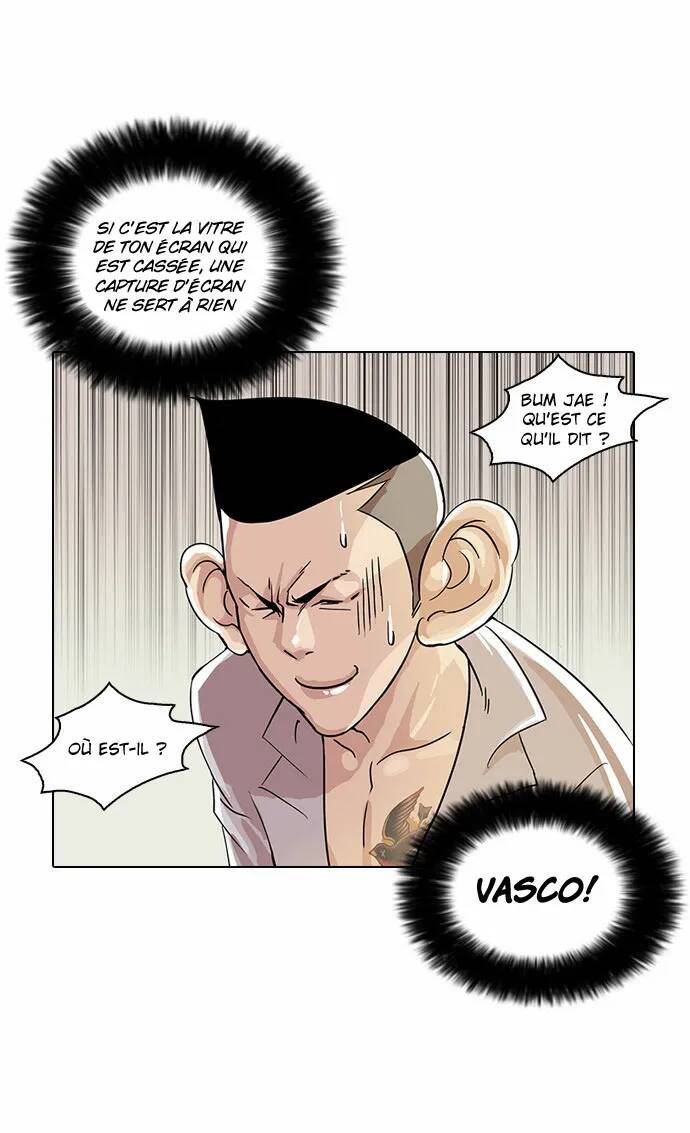 SI C'EST LA VITRE
DE TON ÉCRAN QUI
EST CASSÉE, UNE
CAPTURE D'ÉCRAN
NE SERT À RIEN
BUM JAE !
QU'EST CE
QU'IL DIT ?
OÙ EST-IL ?
VASCO!